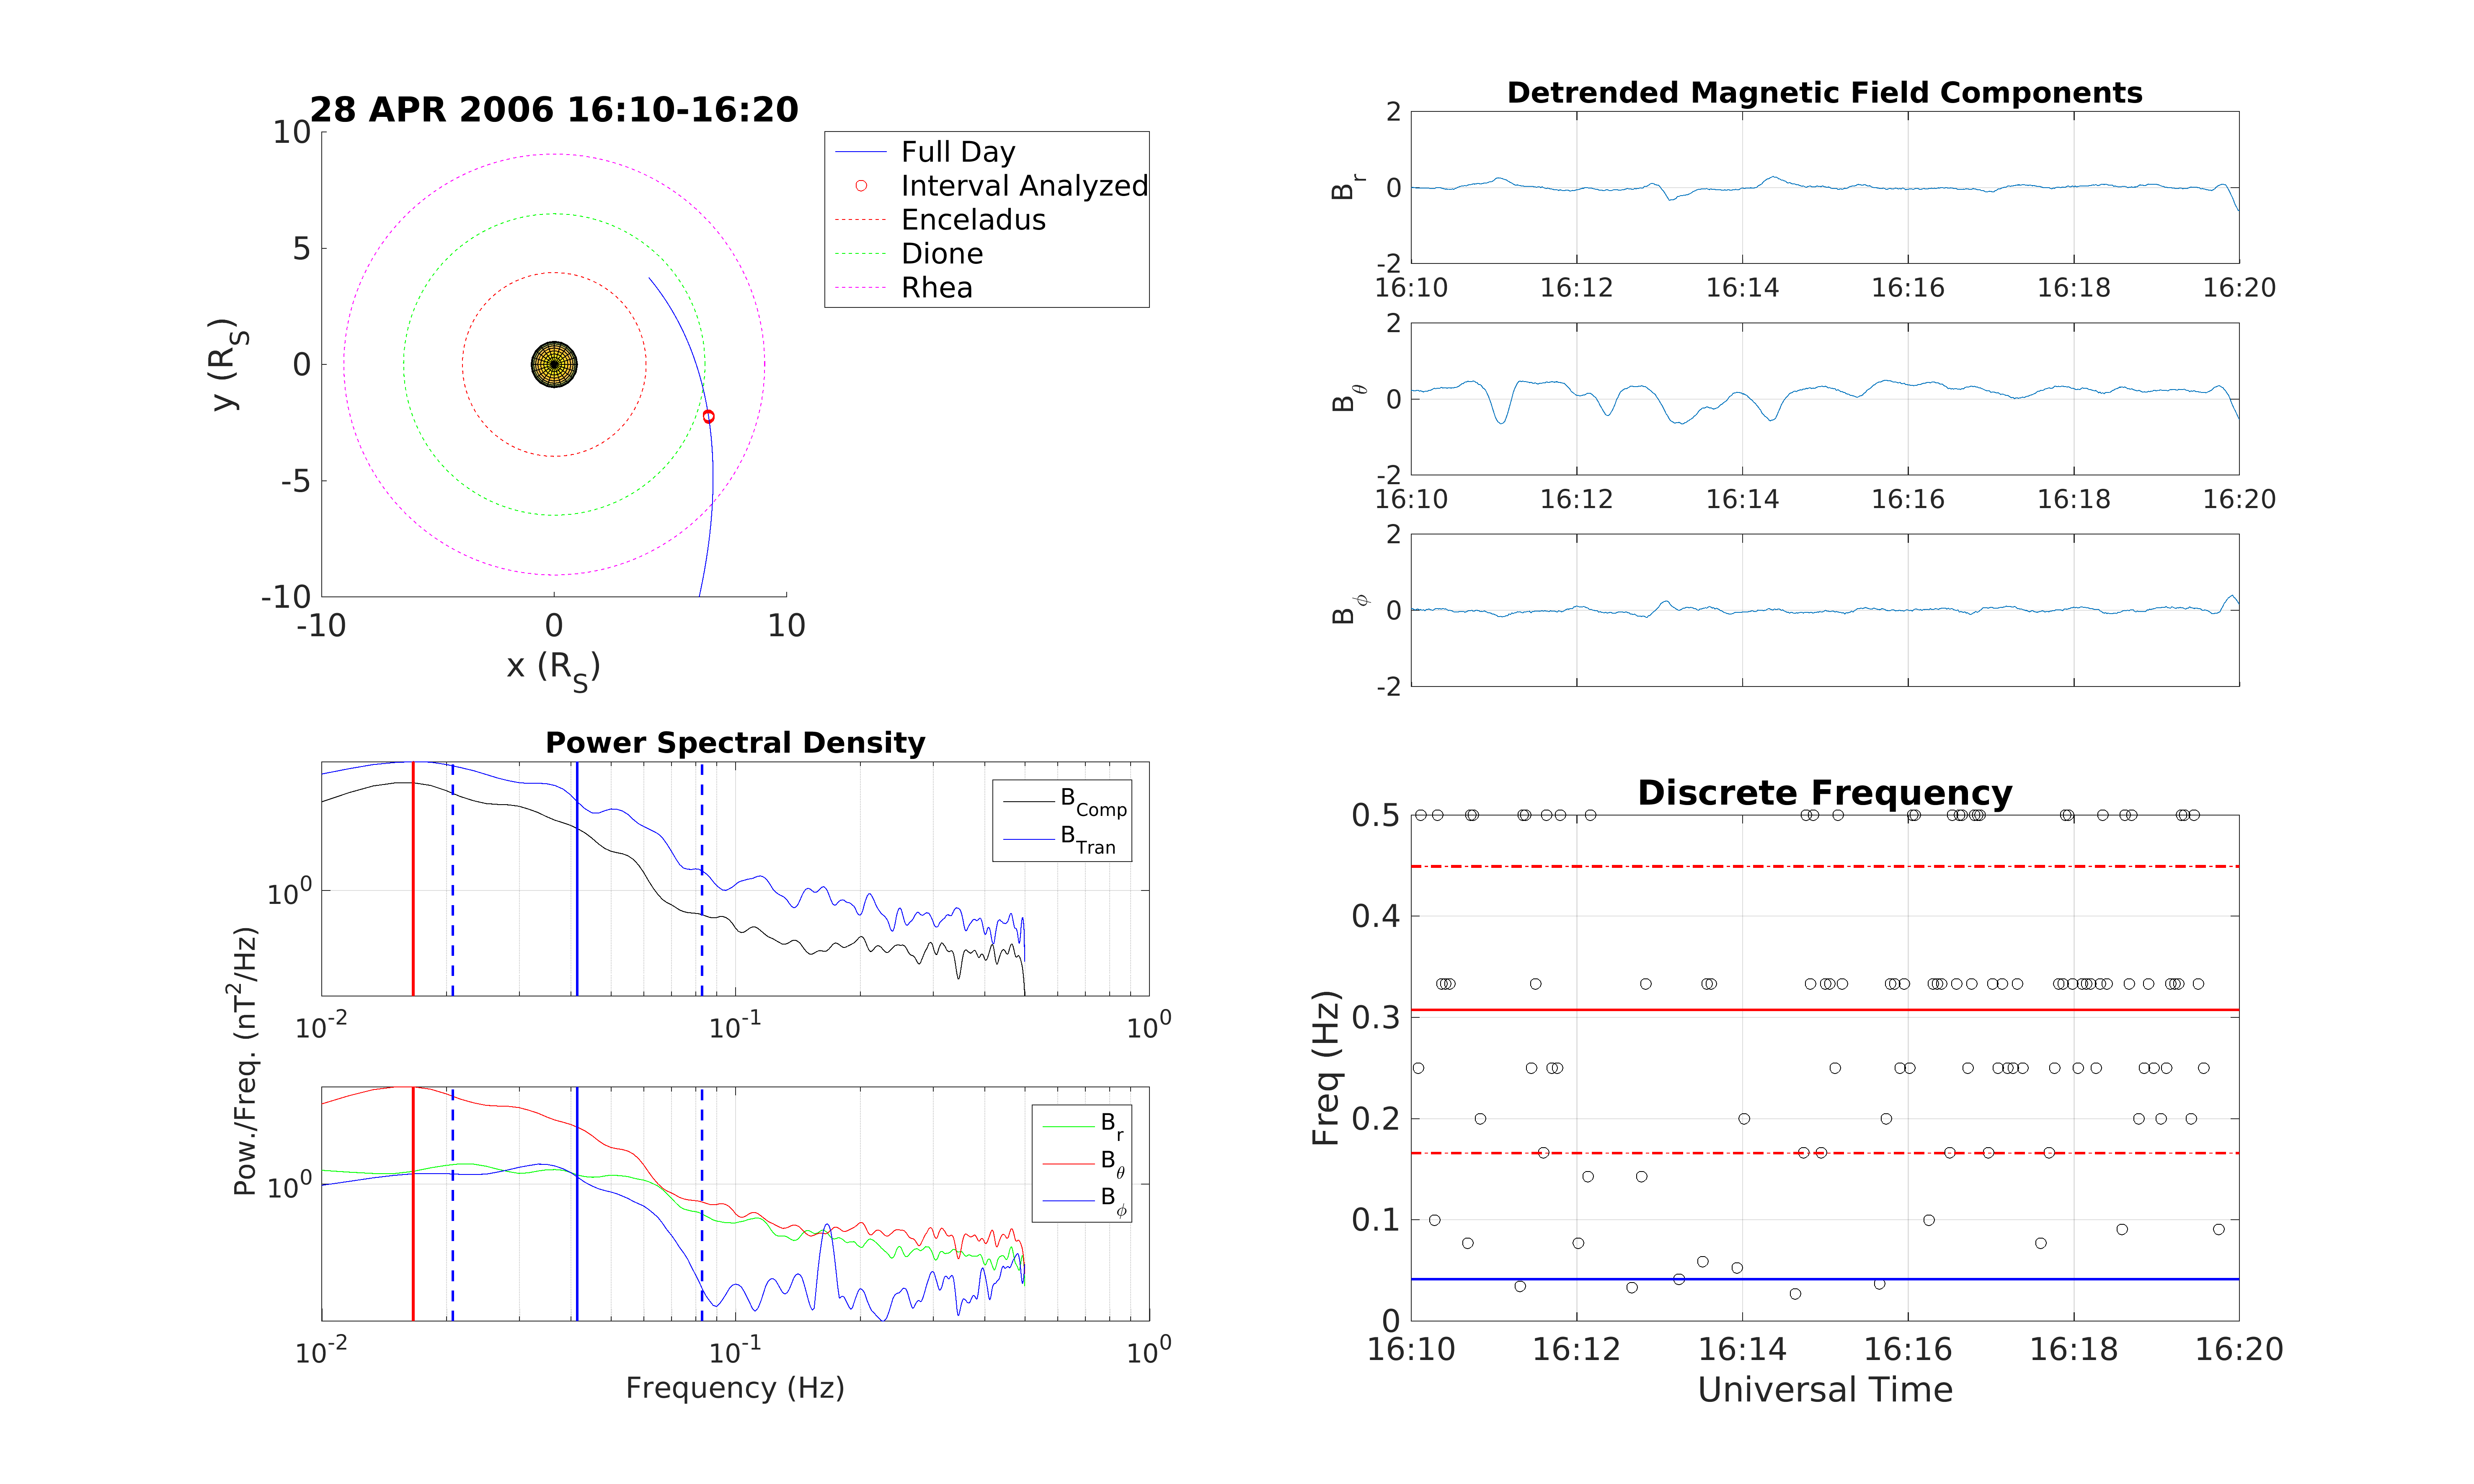 28 APR 2006 16:10-16:20
10
5
0
-5
-10
-10 0 10
x (R_S)
y (R_S)
Full Day
Interval Analyzed
Enceladus
Dione
Rhea
Detrended Magnetic Field Components
2
0
-2
B_r
16:10 16:12 16:14 16:16 16:18 16:20
2
0
-2
B_θ
16:10 16:12 16:14 16:16 16:18 16:20
2
0
-2
B_ϕ
Power Spectral Density
10^0
B_Comp
B_Tran
10^-2 10^-1 10^0
Pow./Freq. (nT^2/Hz)
10^0
B_r
B_θ
B_ϕ
10^-2 10^-1 10^0
Frequency (Hz)
Discrete Frequency
0.5
0.4
0.3
0.2
0.1
0
Freq (Hz)
16:10 16:12 16:14 16:16 16:18 16:20
Universal Time